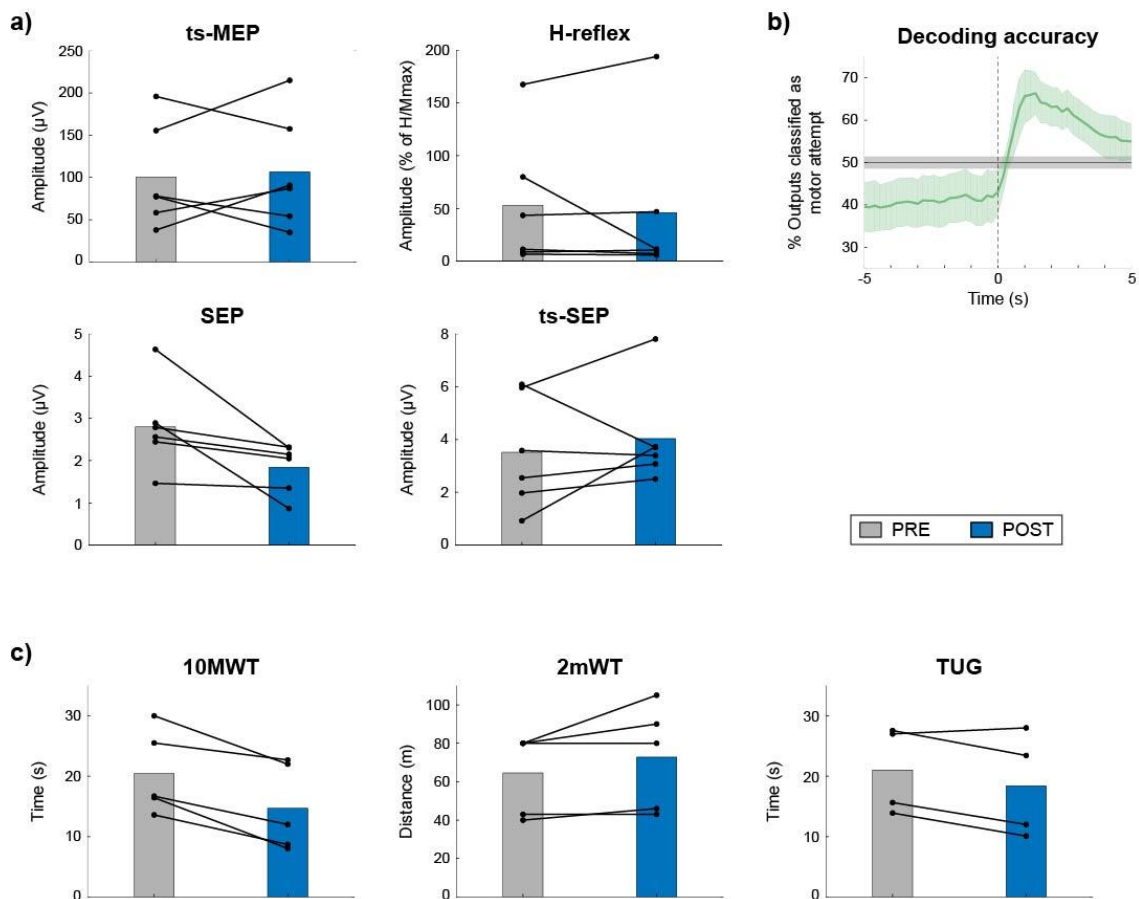 a)
ts-MEP
Amplitude (µV)
250
200
150
100
50
0
H-reflex
Amplitude (% of H/Mmax)
200
150
100
50
0
b)
Decoding accuracy
% Outputs classified as
motor attempt
70
60
50
40
30
-5
0
5
Time (s)
SEP
Amplitude (µV)
5
4
3
2
1
0
ts-SEP
Amplitude (µV)
8
6
4
2
0
PRE
POST
c)
10MWT
Time (s)
30
20
10
0
2mWT
Distance (m)
100
80
60
40
20
0
TUG
Time (s)
30
20
10
0